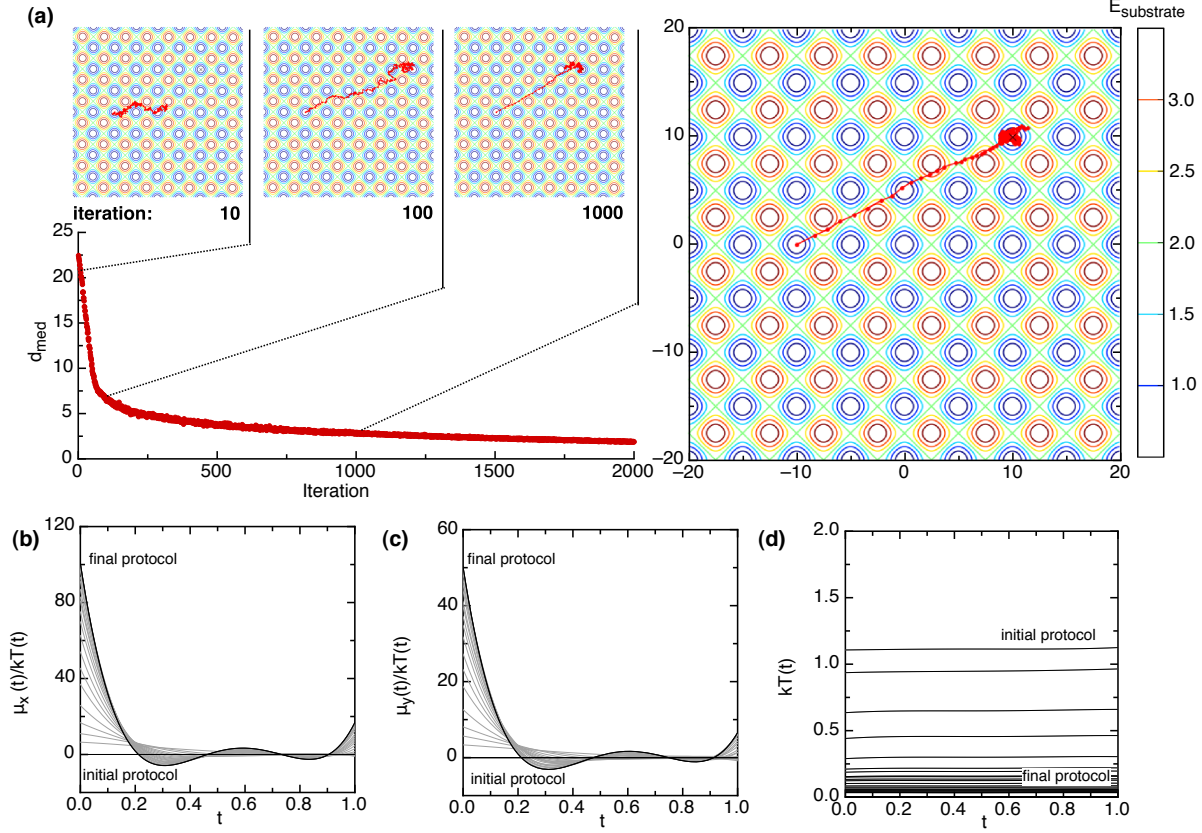 (a)
E_substrate
iteration: 10
100
1000
25
20
15
10
5
0
d_med
0
500
1000
1500
2000
Iteration
20
10
0
−10
−20
−20
−10
0
10
20
3.0
2.5
2.0
1.5
1.0
(b)
120
80
40
0
μ_x (t)/kT(t)
final protocol
initial protocol
0.0
0.2
0.4
0.6
0.8
1.0
t
(c)
60
40
20
0
μ_y(t)/kT(t)
final protocol
initial protocol
0.0
0.2
0.4
0.6
0.8
1.0
t
(d)
2.0
1.5
1.0
0.5
0.0
kT(t)
initial protocol
final protocol
0.0
0.2
0.4
0.6
0.8
1.0
t